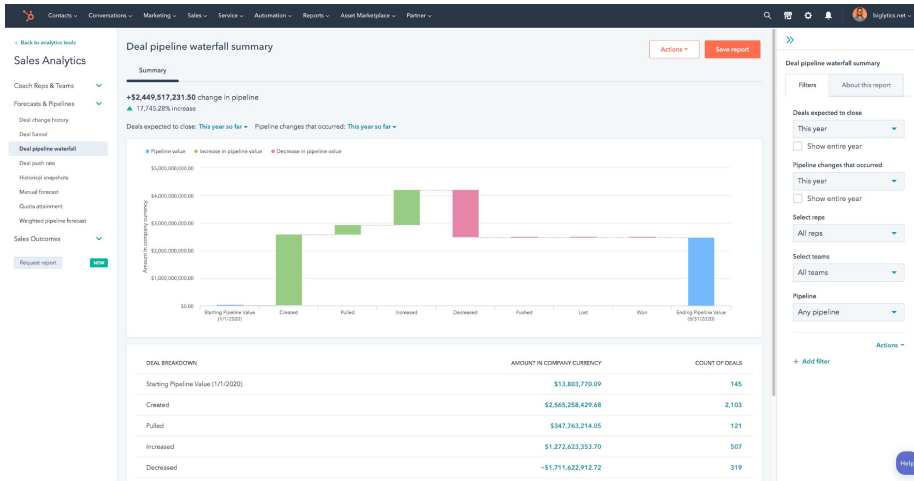 Contacts
Conversations
Marketing
Sales
Service
Automation
Reports
Asset Marketplace
Partner
biglytics.net
Back to analytics tools
Sales Analytics
Coach Reps & Teams
Forecasts & Pipelines
Deal change history
Deal funnel
Deal pipeline waterfall
Deal push rate
Historical snapshots
Manual forecast
Quota attainment
Weighted pipeline forecast
Sales Outcomes
Request report
NEW
Deal pipeline waterfall summary
Actions
Save report
Summary
+$2,449,517,231.50 change in pipeline
17,745.28% increase
Deals expected to close: This year so far Pipeline changes that occurred: This year so far
Pipeline value Increase in pipeline value Decrease in pipeline value
Amount in company currency
$5,000,000,000.00
$4,000,000,000.00
$3,000,000,000.00
$2,000,000,000.00
$1,000,000,000.00
$0.00
Starting Pipeline Value
(1/1/2020)
Created
Pulled
Increased
Decreased
Pushed
Lost
Won
Ending Pipeline Value
(8/31/2020)
DEAL BREAKDOWN AMOUNT IN COMPANY CURRENCY COUNT OF DEALS
Starting Pipeline Value (1/1/2020) $13,803,770.09 145
Created $2,565,258,429.68 2,103
Pulled $347,763,214.05 121
Increased $1,272,623,353.70 507
Decreased −$1,711,622,912.72 319
Deal pipeline waterfall summary
Filters
About this report
Deals expected to close
This year
Show entire year
Pipeline changes that occurred
This year
Show entire year
Select reps
All reps
Select teams
All teams
Pipeline
Any pipeline
Actions
+ Add filter
Help